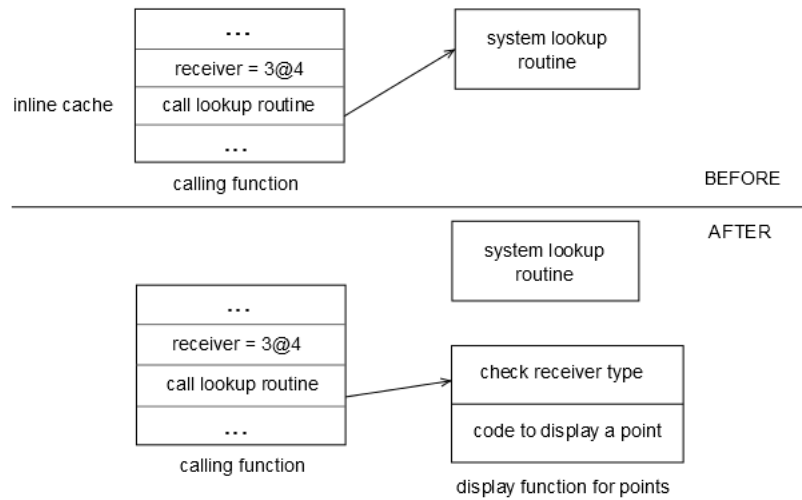 ...
receiver = 3@4
inline cache
call lookup routine
...
calling function
system lookup
routine
BEFORE
AFTER
system lookup
routine
...
receiver = 3@4
call lookup routine
...
calling function
check receiver type
code to display a point
display function for points